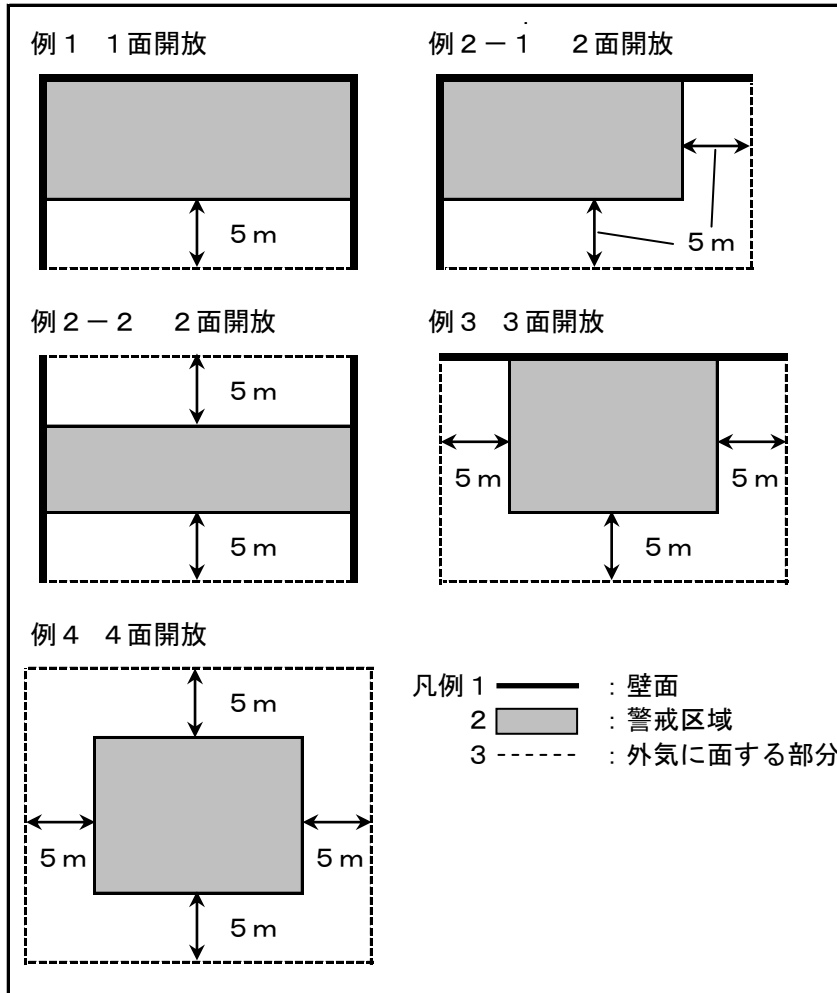 例１　１面開放
例２－１　２面開放
５ｍ
５ｍ
例２－２　２面開放
例３　３面開放
５ｍ
５ｍ
５ｍ
５ｍ
５ｍ
例４　４面開放
５ｍ
５ｍ
５ｍ
５ｍ
凡例１　：壁面
２　：警戒区域
３　：外気に面する部分